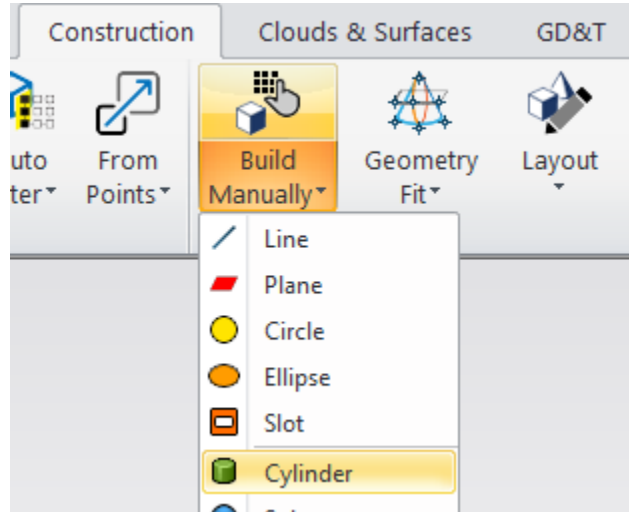 Construction
Clouds & Surfaces
GD&T
uto
ter
From
Points
Build
Manually
Geometry
Fit
Layout
Line
Plane
Circle
Ellipse
Slot
Cylinder